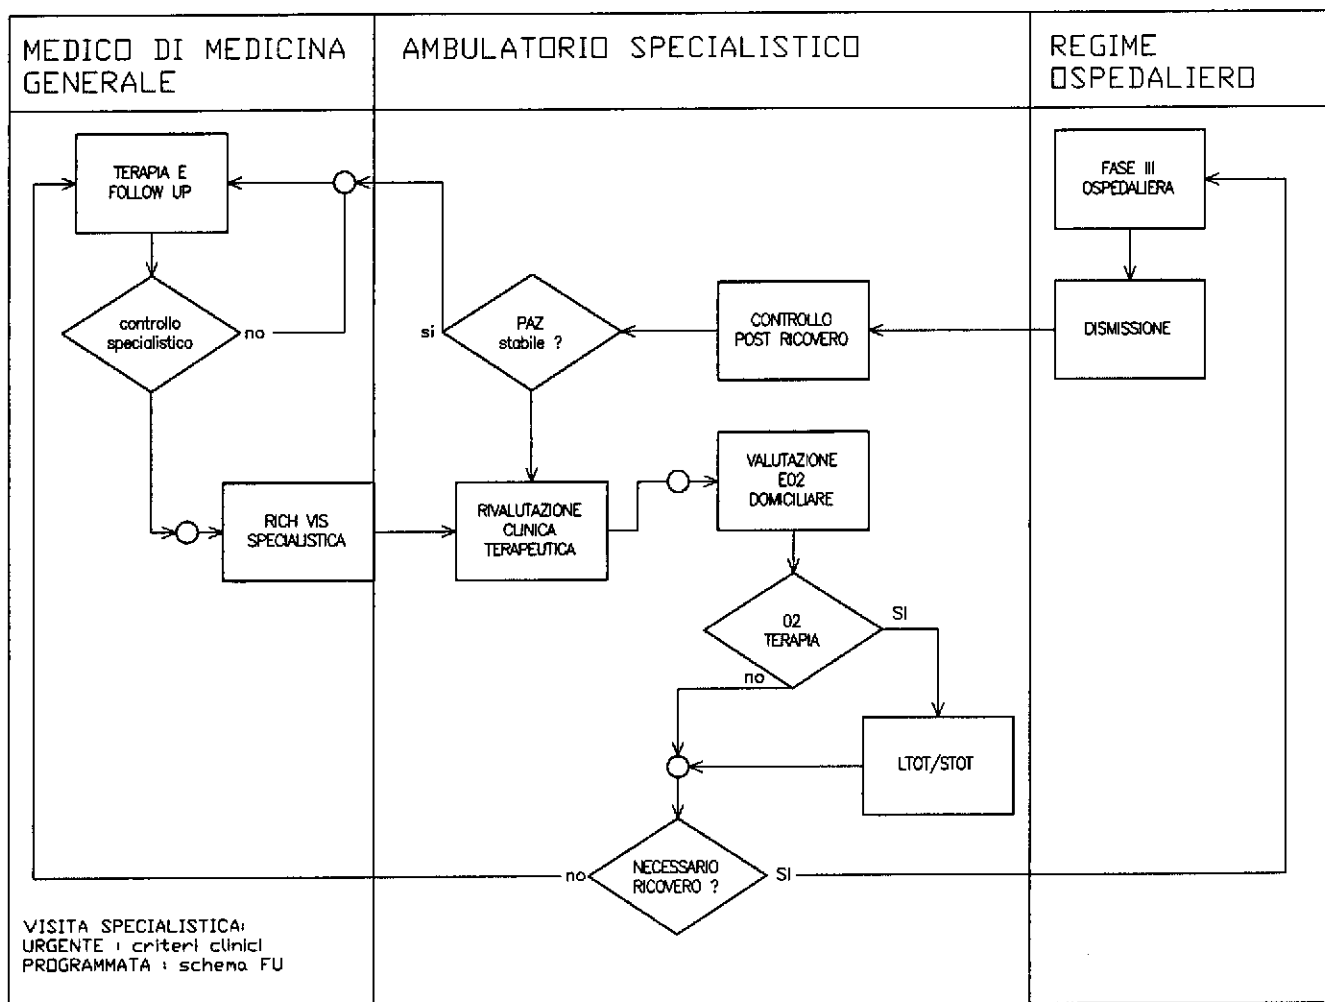 MEDICO DI MEDICINA
GENERALE
AMBULATORIO SPECIALISTICO
REGIME
OSPEDALIERO
TERAPIA E
FOLLOW UP
FASE III
OSPEDALIERA
controllo
specialistico
no
si
PAZ
stabile ?
CONTROLLO
POST RICOVERO
DISMISSIONE
RICH VIS
SPECIALISTICA
RIVALUTAZIONE
CLINICA
TERAPEUTICA
VALUTAZIONE
EO2
DOMICILIARE
O2
TERAPIA
SI
no
LTOT/STOT
NECESSARIO
RICOVERO ?
no
SI
VISITA SPECIALISTICA:
URGENTE : criteri clinici
PROGRAMMATA : schema FU